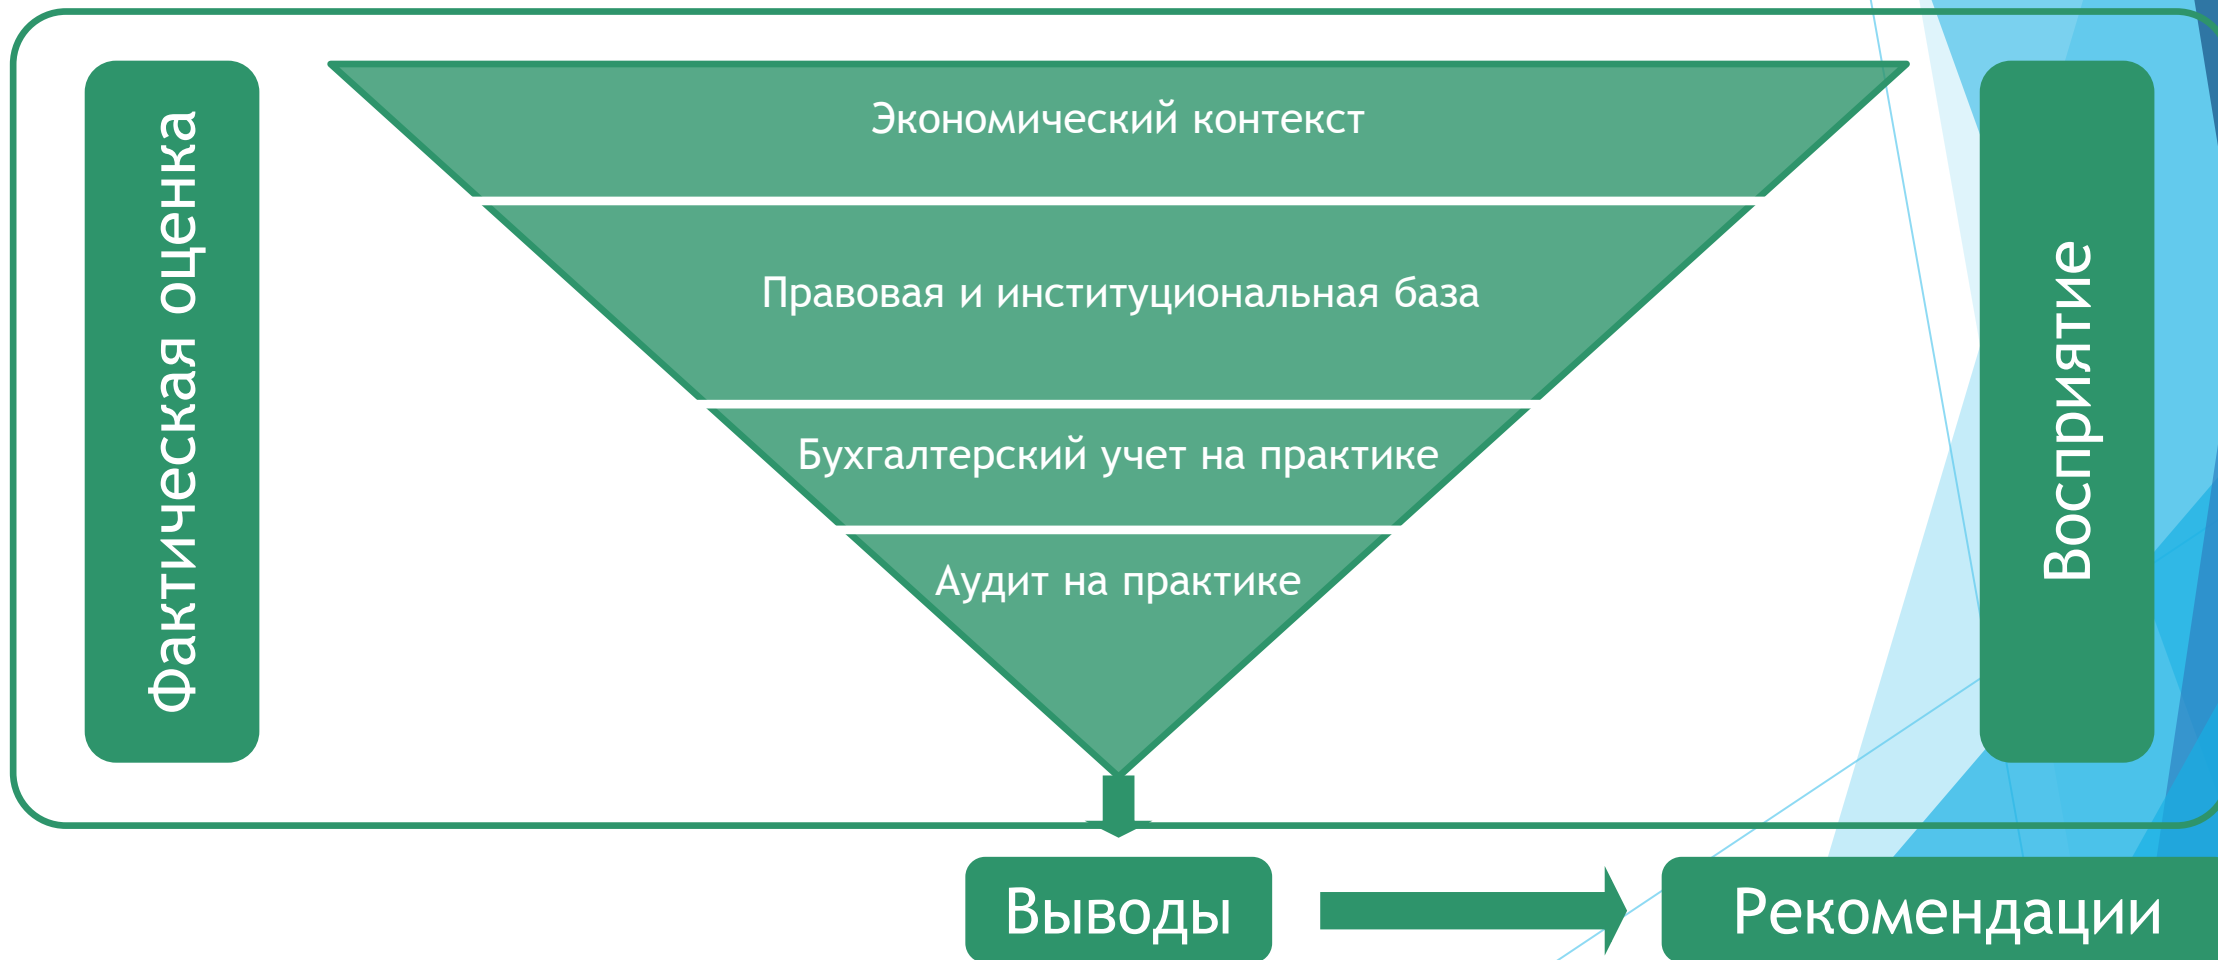 Фактическая оценка
Экономический контекст
Правовая и институциональная база
Бухгалтерский учет на практике
Аудит на практике
Восприятие
Выводы
Рекомендации